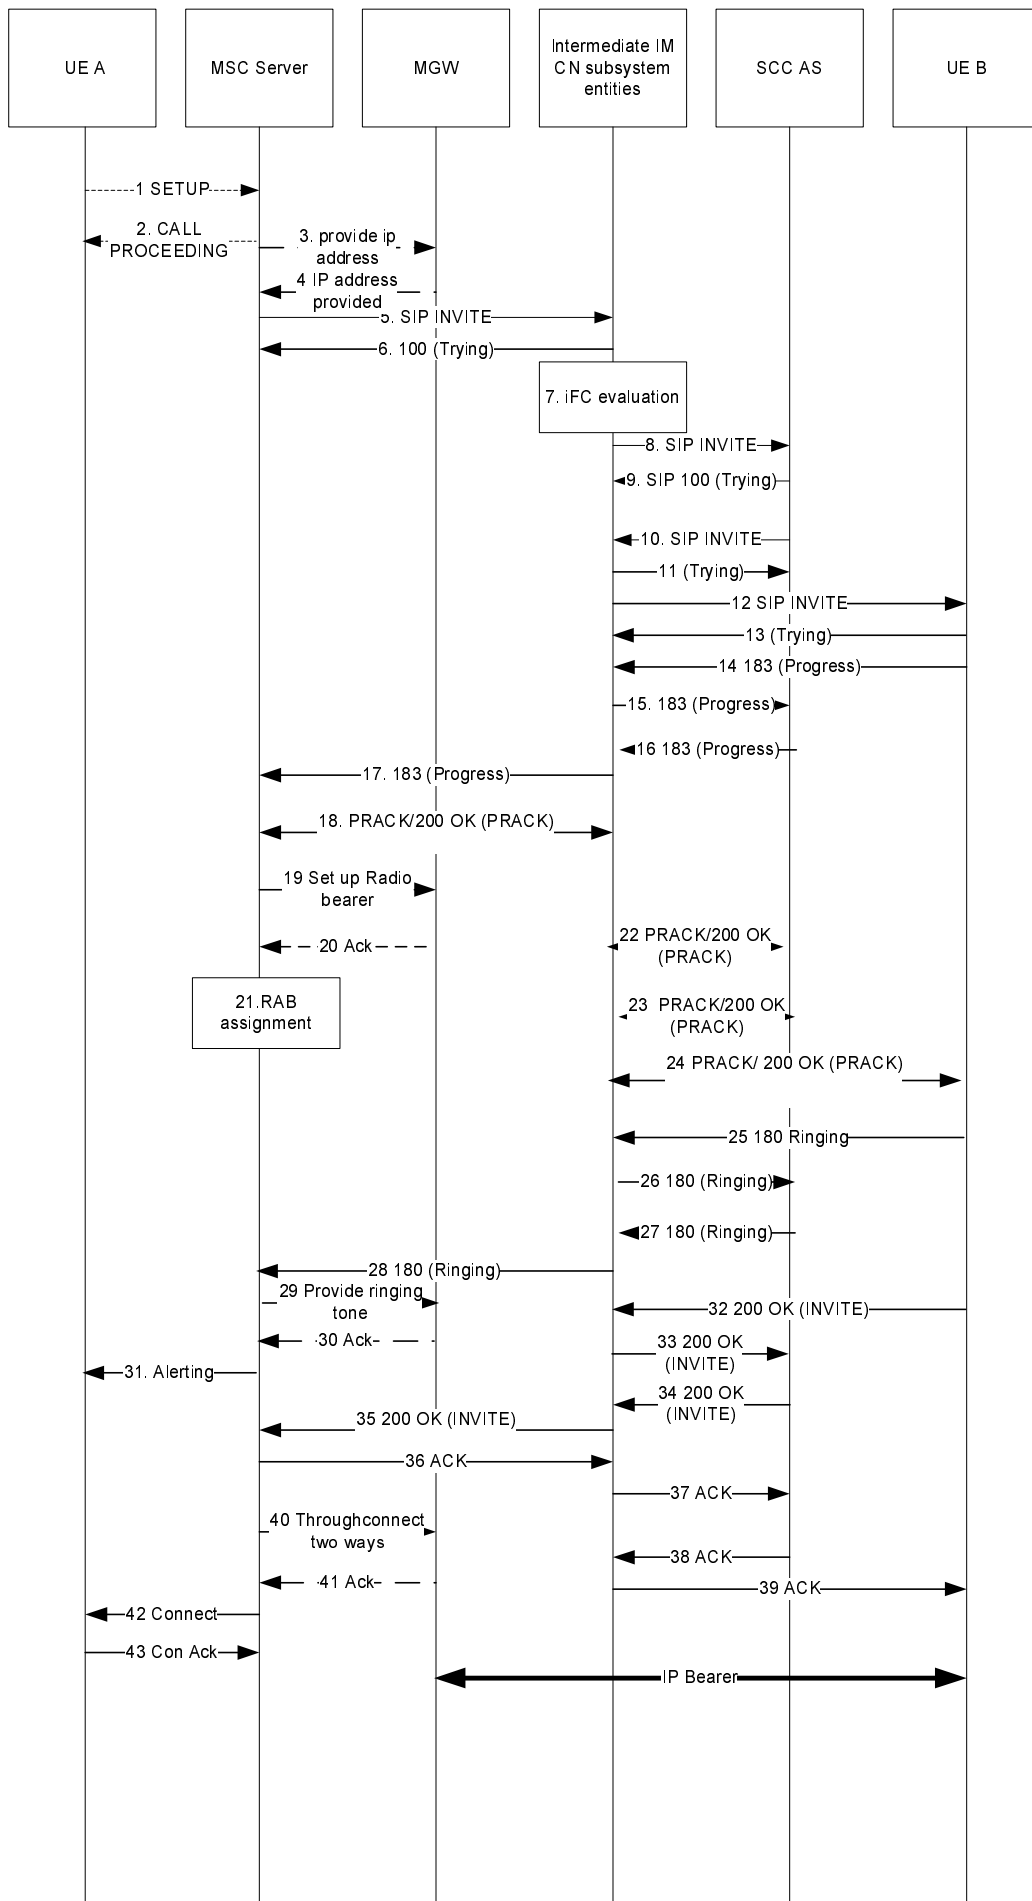 UE A
MSC Server
MGW
Intermediate IM
CN subsystem
entities
SCC AS
UE B
1 SETUP
2. CALL
PROCEEDING
3. provide ip
address
4 IP address
provided
5. SIP INVITE
6. 100 (Trying)
7. iFC evaluation
8. SIP INVITE
9. SIP 100 (Trying)
10. SIP INVITE
11 (Trying)
12 SIP INVITE
13 (Trying)
14 183 (Progress)
15. 183 (Progress)
16 183 (Progress)
17. 183 (Progress)
18. PRACK/200 OK (PRACK)
19 Set up Radio
bearer
20 Ack
22 PRACK/200 OK
(PRACK)
21.RAB
assignment
23 PRACK/200 OK
(PRACK)
24 PRACK/ 200 OK (PRACK)
25 180 Ringing
26 180 (Ringing)
27 180 (Ringing)
28 180 (Ringing)
29 Provide ringing
tone
32 200 OK (INVITE)
30 Ack
33 200 OK
(INVITE)
31. Alerting
34 200 OK
(INVITE)
35 200 OK (INVITE)
36 ACK
37 ACK
40 Throughconnect
two ways
38 ACK
41 Ack
39 ACK
42 Connect
43 Con Ack
IP Bearer